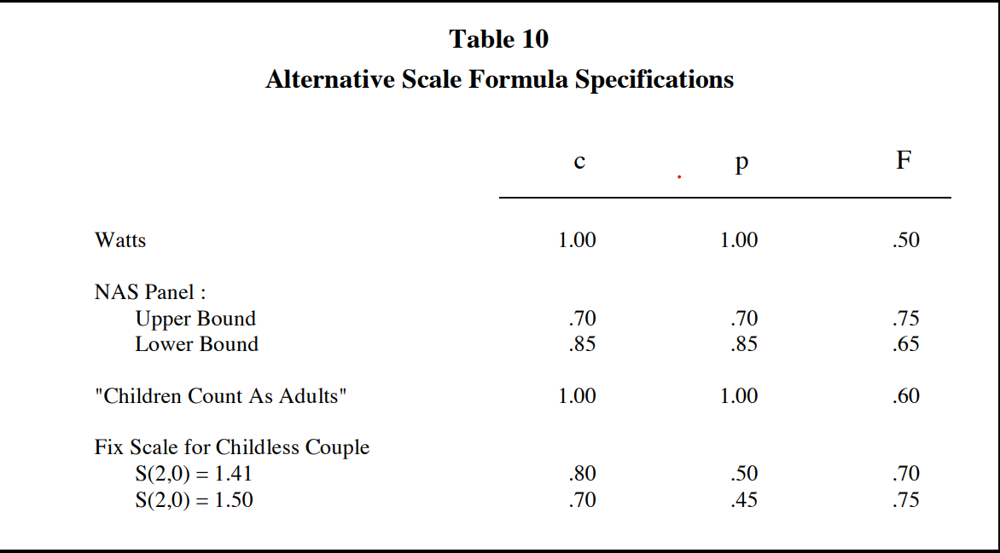 Table 10
Alternative Scale Formula Specifications
c p F
Watts 1.00 1.00 .50
NAS Panel :
Upper Bound .70 .70 .75
Lower Bound .85 .85 .65
"Children Count As Adults" 1.00 1.00 .60
Fix Scale for Childless Couple
S(2,0) = 1.41 .80 .50 .70
S(2,0) = 1.50 .70 .45 .75